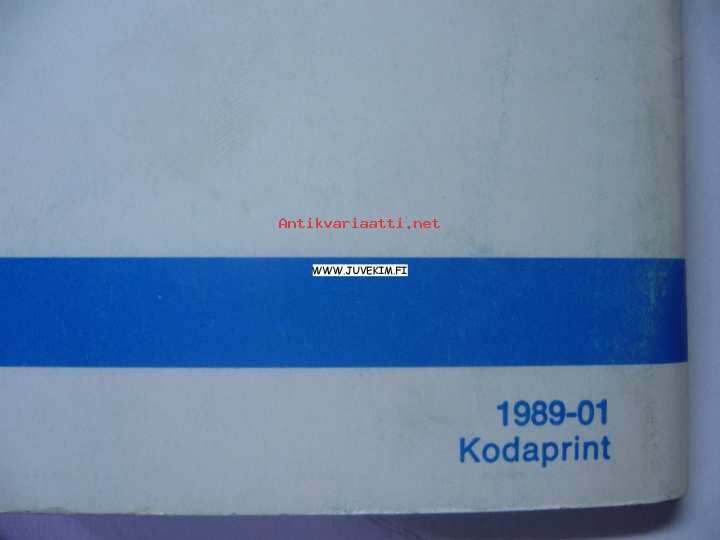 Antikvariaatti.net
WWW.JUVEKIM.FI
1989-01
Kodaprint